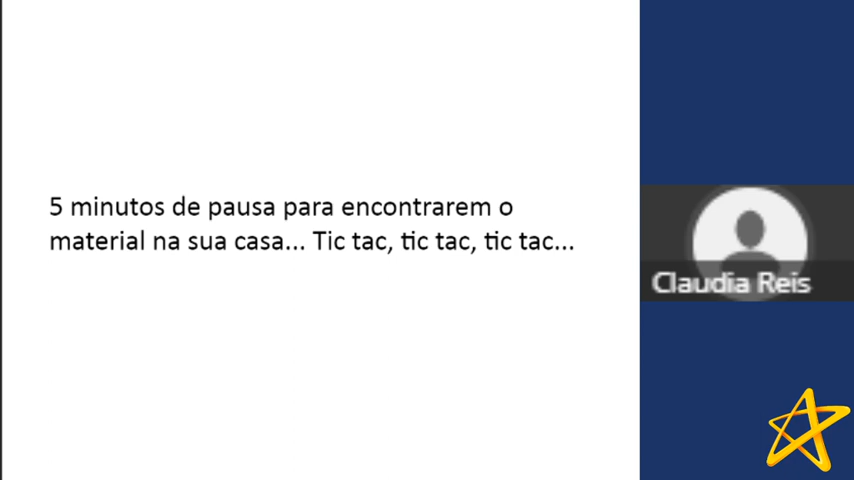 5 minutos de pausa para encontrarem o
material na sua casa... Tic tac, tic tac, tic tac...
Claudia Reis